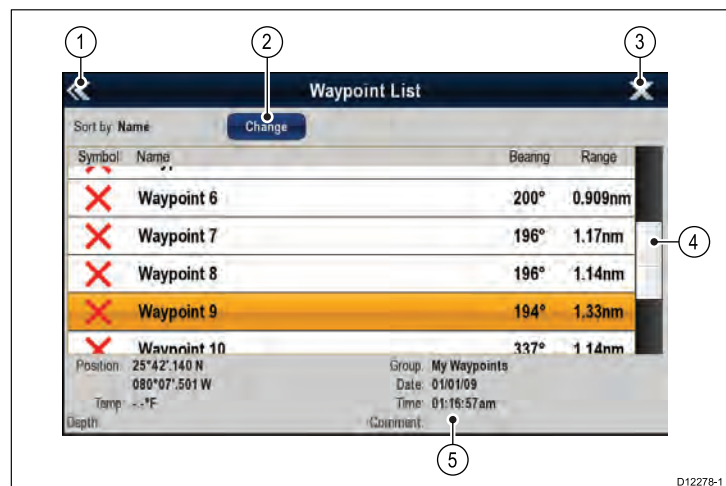 1 2 3
Waypoint List
Sort by Name Change
Symbol Name Bearing Range
Waypoint 6 200° 0.909nm
Waypoint 7 196° 1.17nm
4
Waypoint 8 196° 1.14nm
Waypoint 9 194° 1.33nm
Waypoint 10 337° 1.14nm
Position: 25°42'.140 N Group: My Waypoints
080°07'.501 W Date: 01/01/09
Temp: --°F Time: 01:16:57am
Depth: Comment:
5
D12278-1